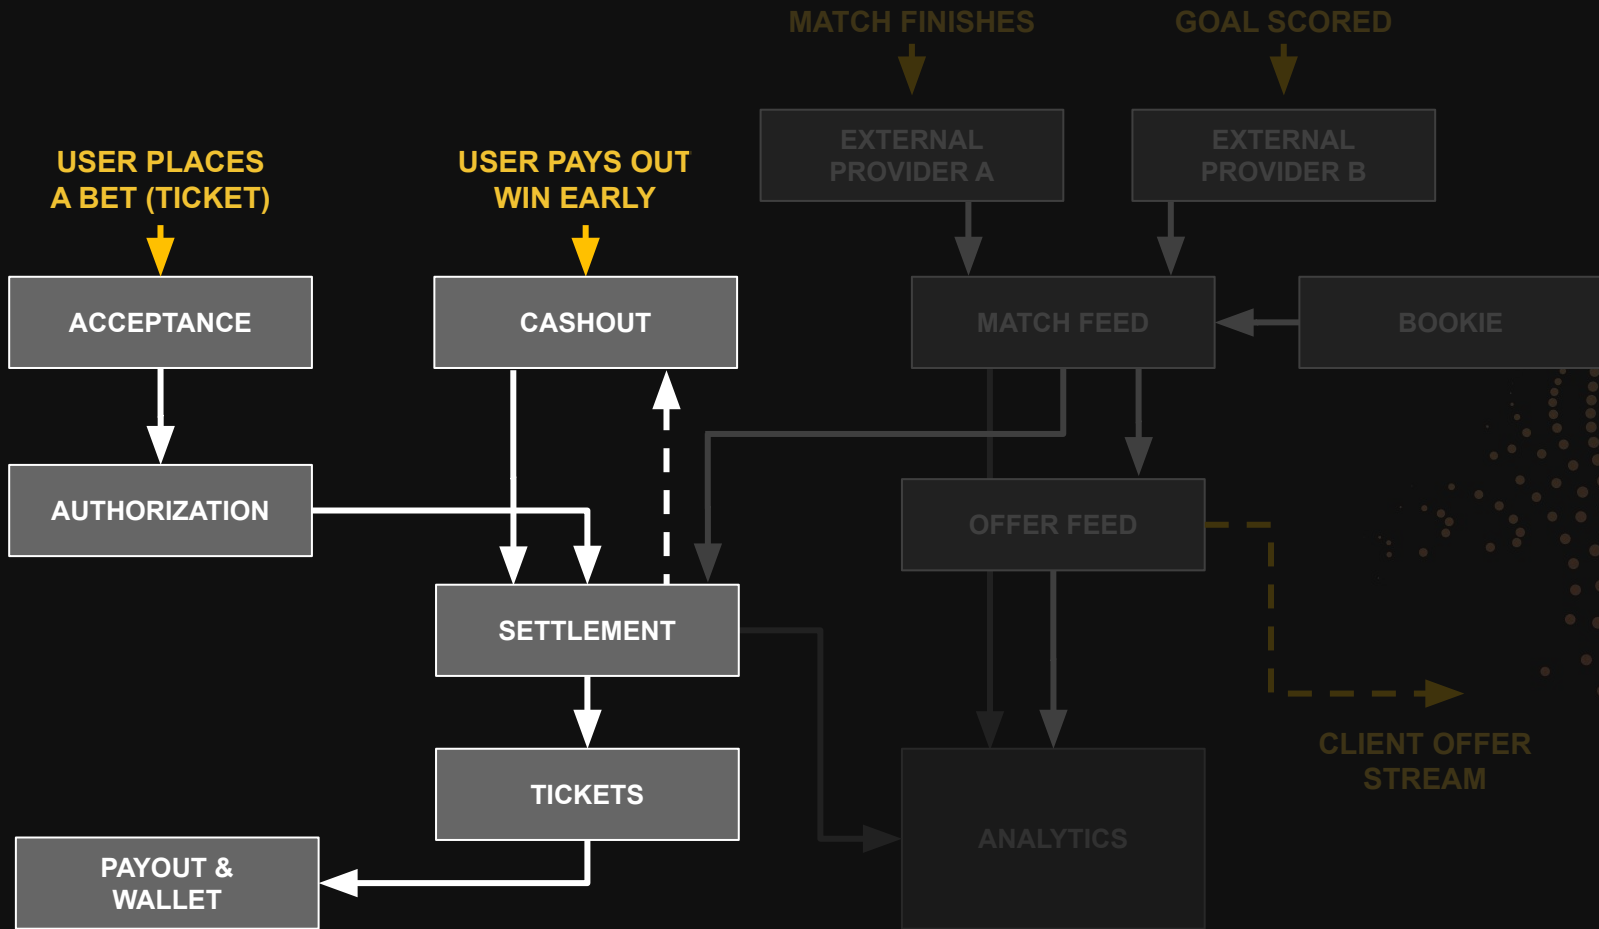 MATCH FINISHES
GOAL SCORED
EXTERNAL
PROVIDER A
EXTERNAL
PROVIDER B
USER PLACES
A BET (TICKET)
USER PAYS OUT
WIN EARLY
ACCEPTANCE
CASHOUT
MATCH FEED
BOOKIE
AUTHORIZATION
OFFER FEED
SETTLEMENT
CLIENT OFFER
STREAM
TICKETS
ANALYTICS
PAYOUT &
WALLET